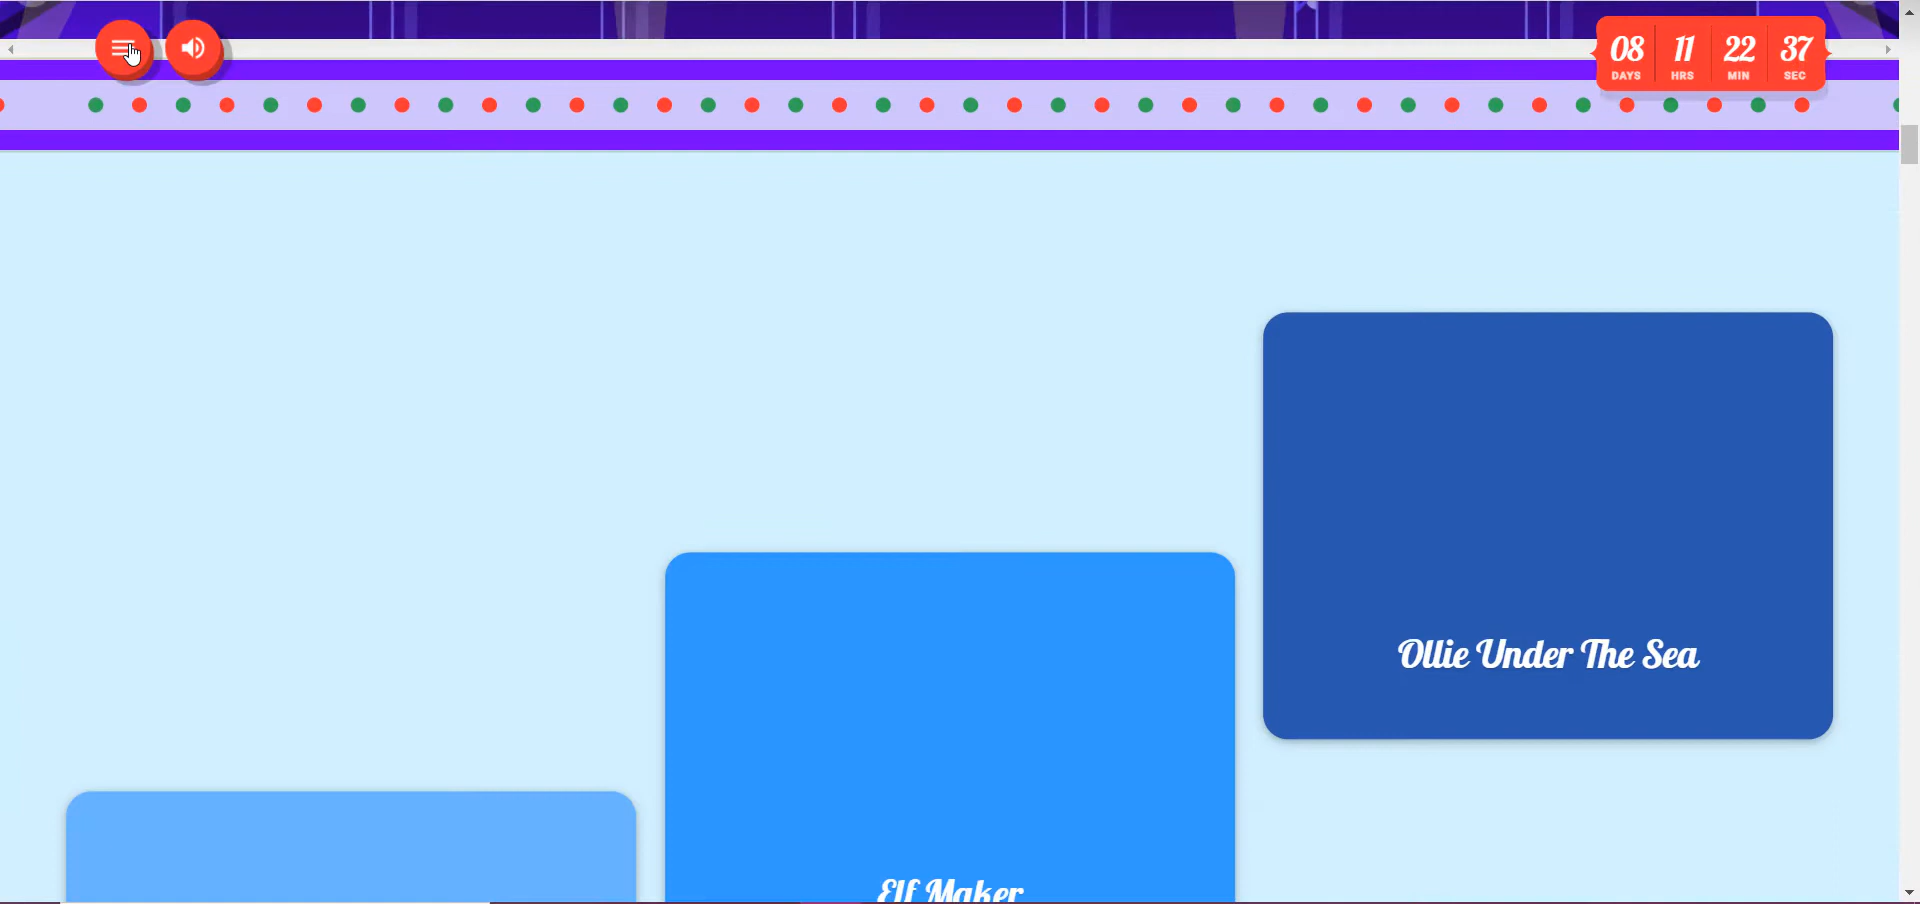 08 11 22 37
DAYS HRS MIN SEC
Ollie Under The Sea
Elf Maker